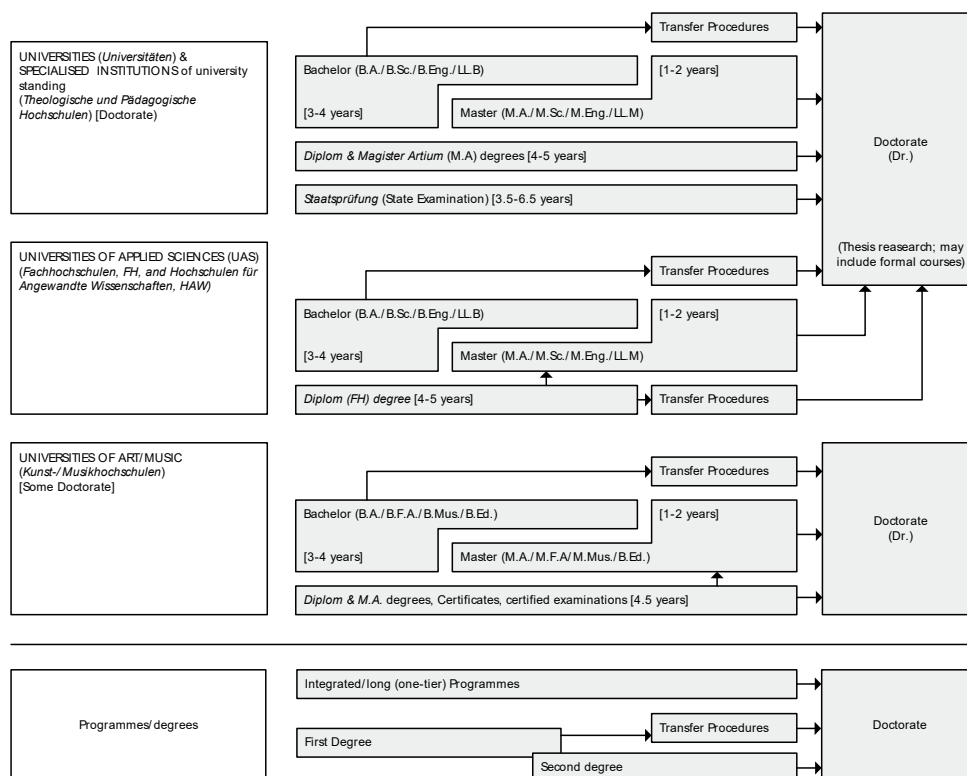 Transfer Procedures
UNIVERSITIES (Universitäten) &
SPECIALISED INSTITUTIONS of university
standing
(Theologische und Pädagogische
Hochschulen) [Doctorate)
Bachelor (B.A./B.Sc./B.Eng./LL.B)
[1-2 years]
[3-4 years]
Master (M.A./M.Sc./M.Eng./LL.M)
Diplom & Magister Artium (M.A) degrees [4-5 years]
Staatsprüfung (State Examination) [3.5-6.5 years]
Doctorate
(Dr.)
(Thesis reasearch; may
include formal courses)
UNIVERSITIES OF APPLIED SCIENCES (UAS)
(Fachhochschulen, FH, and Hochschulen für
Angewandte Wissenschaften, HAW)
Transfer Procedures
Bachelor (B.A./B.Sc./B.Eng./LL.B)
[1-2 years]
[3-4 years]
Master (M.A./M.Sc./M.Eng./LL.M)
Diplom (FH) degree [4-5 years]
Transfer Procedures
UNIVERSITIES OF ART/MUSIC
(Kunst-/Musikhochschulen)
[Some Doctorate]
Transfer Procedures
Bachelor (B.A./B.F.A./B.Mus./B.Ed.)
[1-2 years]
[3-4 years]
Master (M.A./M.F.A/M.Mus./B.Ed.)
Diplom & M.A. degrees, Certificates, certified examinations [4.5 years]
Doctorate
(Dr.)
Programmes/degrees
Integrated/long (one-tier) Programmes
Transfer Procedures
First Degree
Second degree
Doctorate